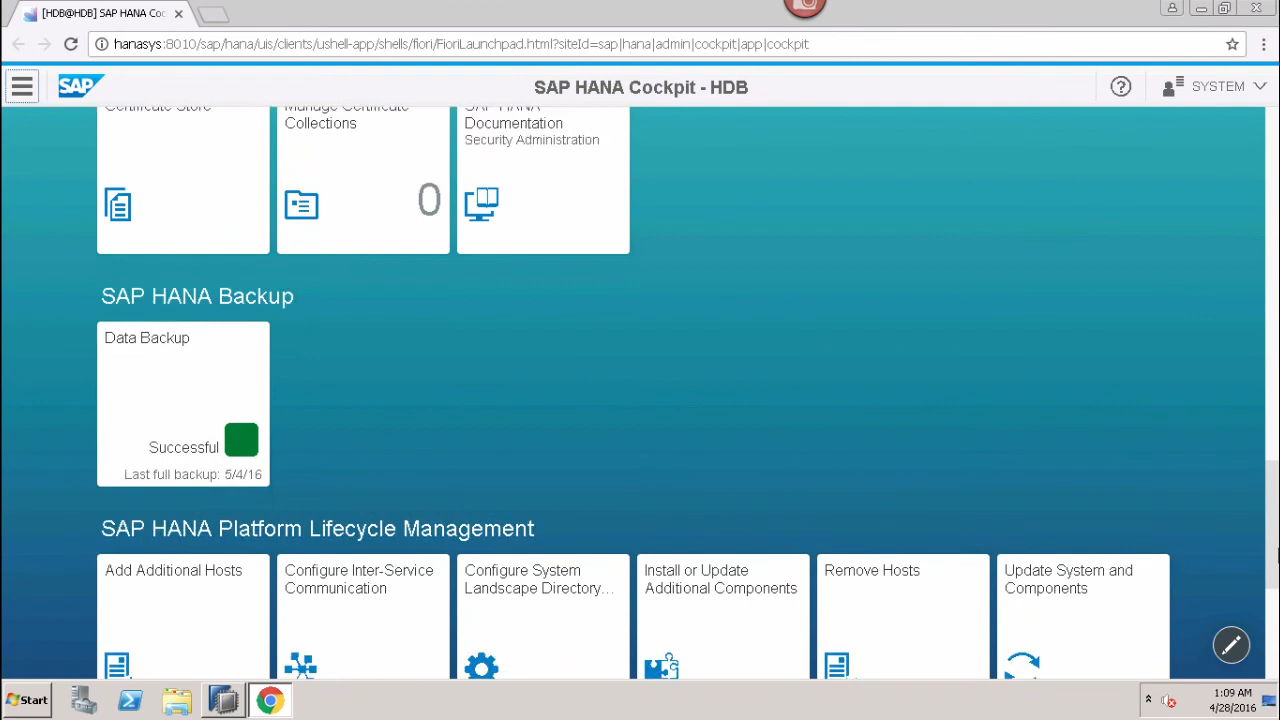 [HDB@HDB] SAP HANA Coc
hanasys:8010/sap/hana/uis/clients/ushell-app/shells/fiori/FioriLaunchpad.html?siteId=sap|hana|admin|cockpit|app|cockpit
SAP
SAP HANA Cockpit - HDB
SYSTEM
Certificate Store
Manage Certificate
Collections
0
SAP HANA
Documentation
Security Administration
SAP HANA Backup
Data Backup
Successful
Last full backup: 5/4/16
SAP HANA Platform Lifecycle Management
Add Additional Hosts
Configure Inter-Service
Communication
Configure System
Landscape Directory...
Install or Update
Additional Components
Remove Hosts
Update System and
Components
Start
1:09 AM
4/28/2016